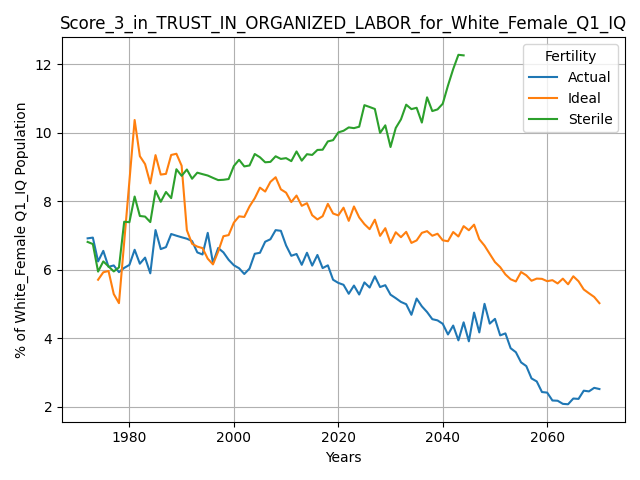 Score_3_in_TRUST_IN_ORGANIZED_LABOR_for_White_Female_Q1_IQ
Fertility
Actual
Ideal
Sterile
% of White_Female Q1_IQ Population
12
10
8
6
4
2
1980
2000
2020
2040
2060
Years